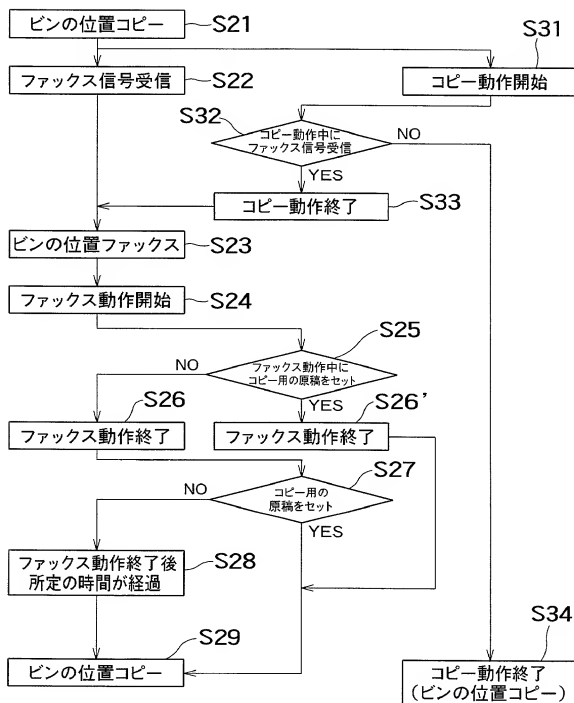 ビンの位置コピー
S21
S31
ファックス信号受信
S22
コピー動作開始
S32
コピー動作中に
ファックス信号受信
NO
YES
コピー動作終了
S33
ビンの位置ファックス
S23
ファックス動作開始
S24
S25
ファックス動作中に
コピー用の原稿をセット
NO
YES
S26
S26'
ファックス動作終了
ファックス動作終了
S27
コピー用の
原稿をセット
NO
YES
ファックス動作終了後
所定の時間が経過
S28
S29
ビンの位置コピー
S34
コピー動作終了
(ビンの位置コピー)